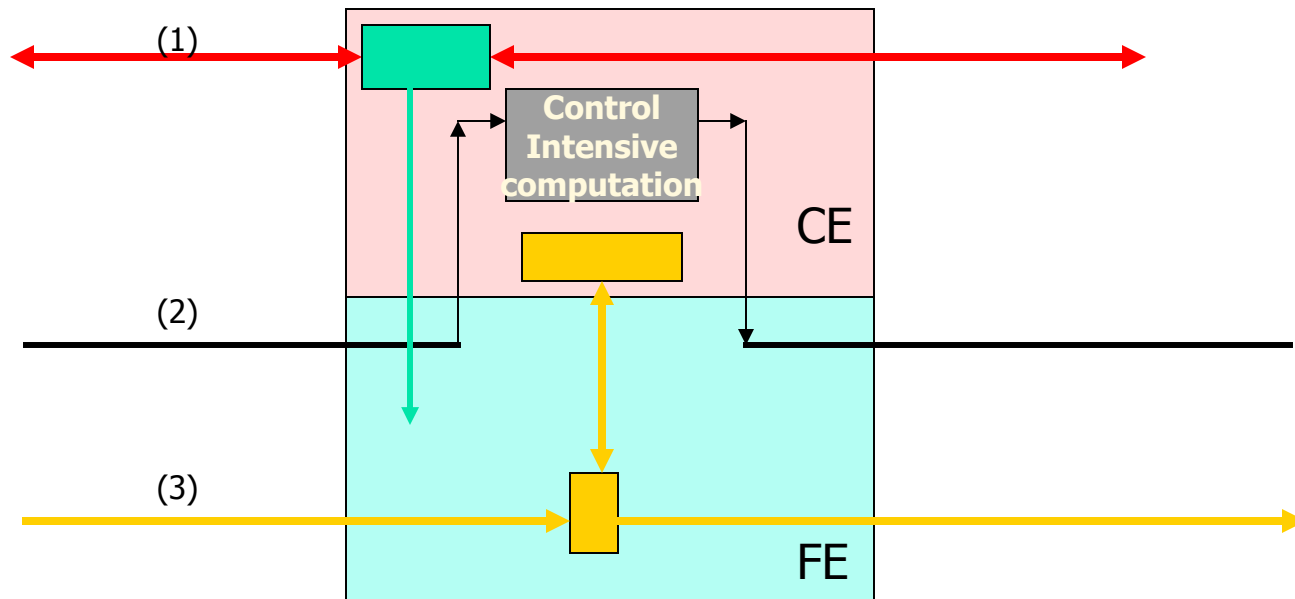 (1)
Control
Intensive
computation
CE
(2)
(3)
FE